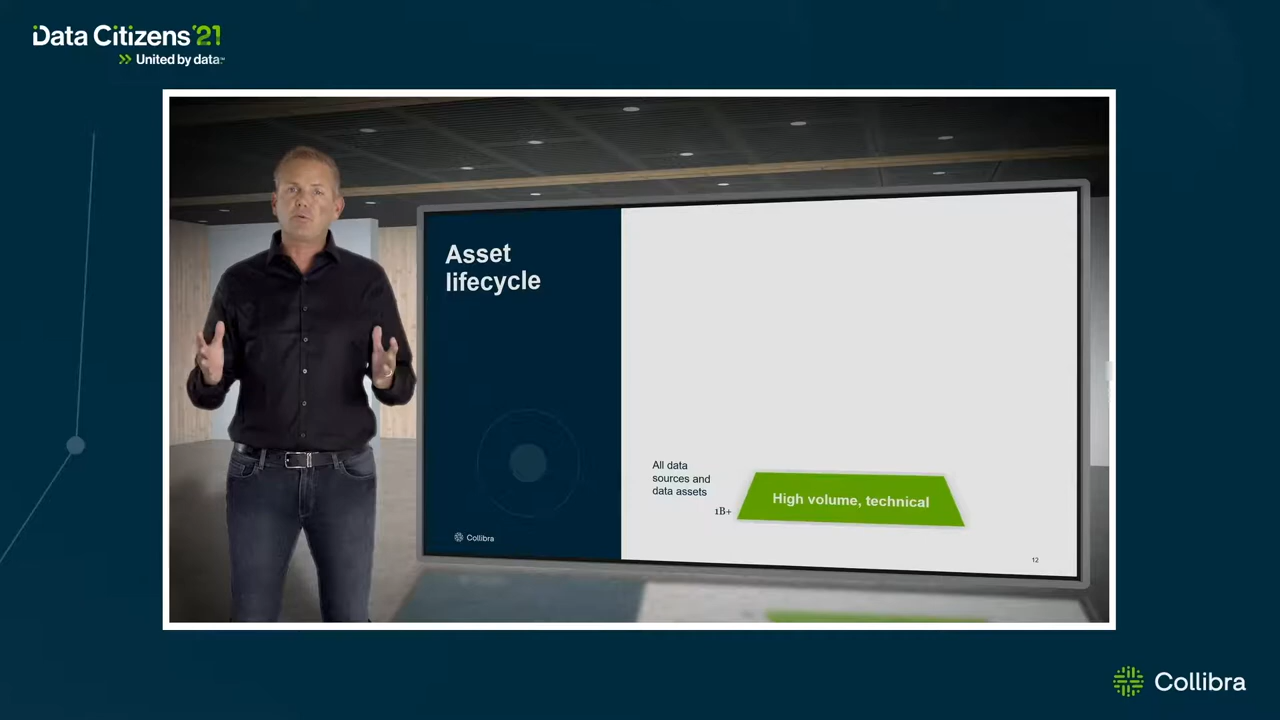 Data Citizens '21
United by data™
Asset
lifecycle
All data
sources and
data assets
1B+
High volume, technical
Collibra
12
Collibra